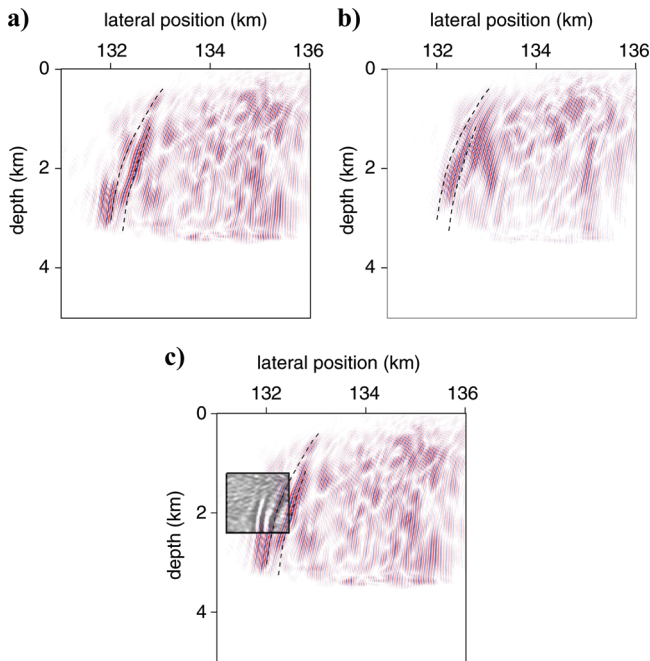 a)
lateral position (km)
132 134 136
0
2
4
depth (km)
b)
lateral position (km)
132 134 136
0
2
4
depth (km)
c)
lateral position (km)
132 134 136
0
2
4
depth (km)